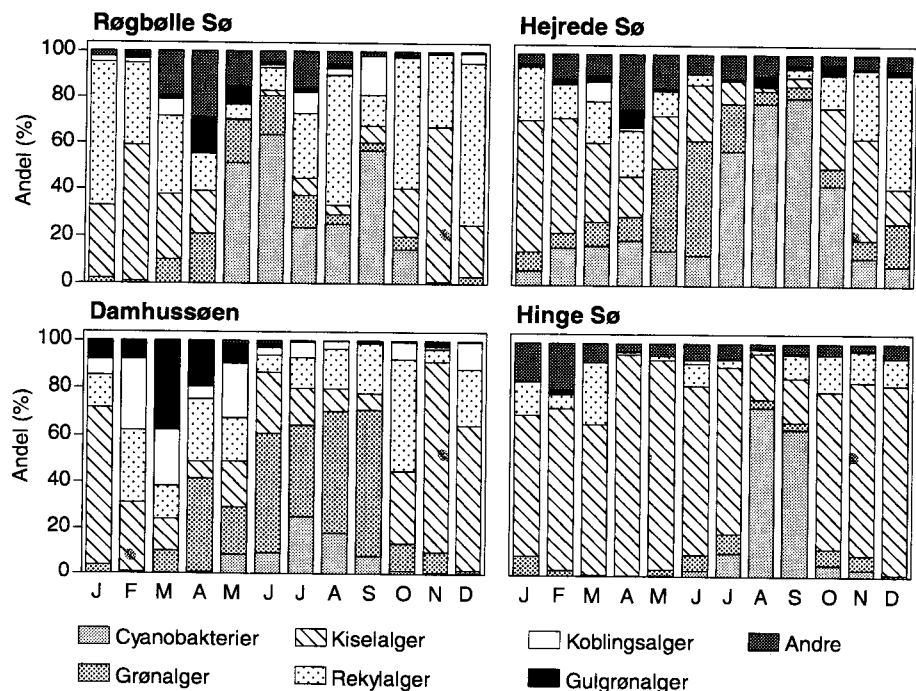 Røgbølle Sø
Hejrede Sø
Andel (%)
100
80
60
40
20
0
Damhussøen
Hinge Sø
Andel (%)
100
80
60
40
20
0
J F M A M J J A S O N D
J F M A M J J A S O N D
Cyanobakterier
Kiselalger
Koblingsalger
Andre
Grønalger
Rekylalger
Gulgrønalger